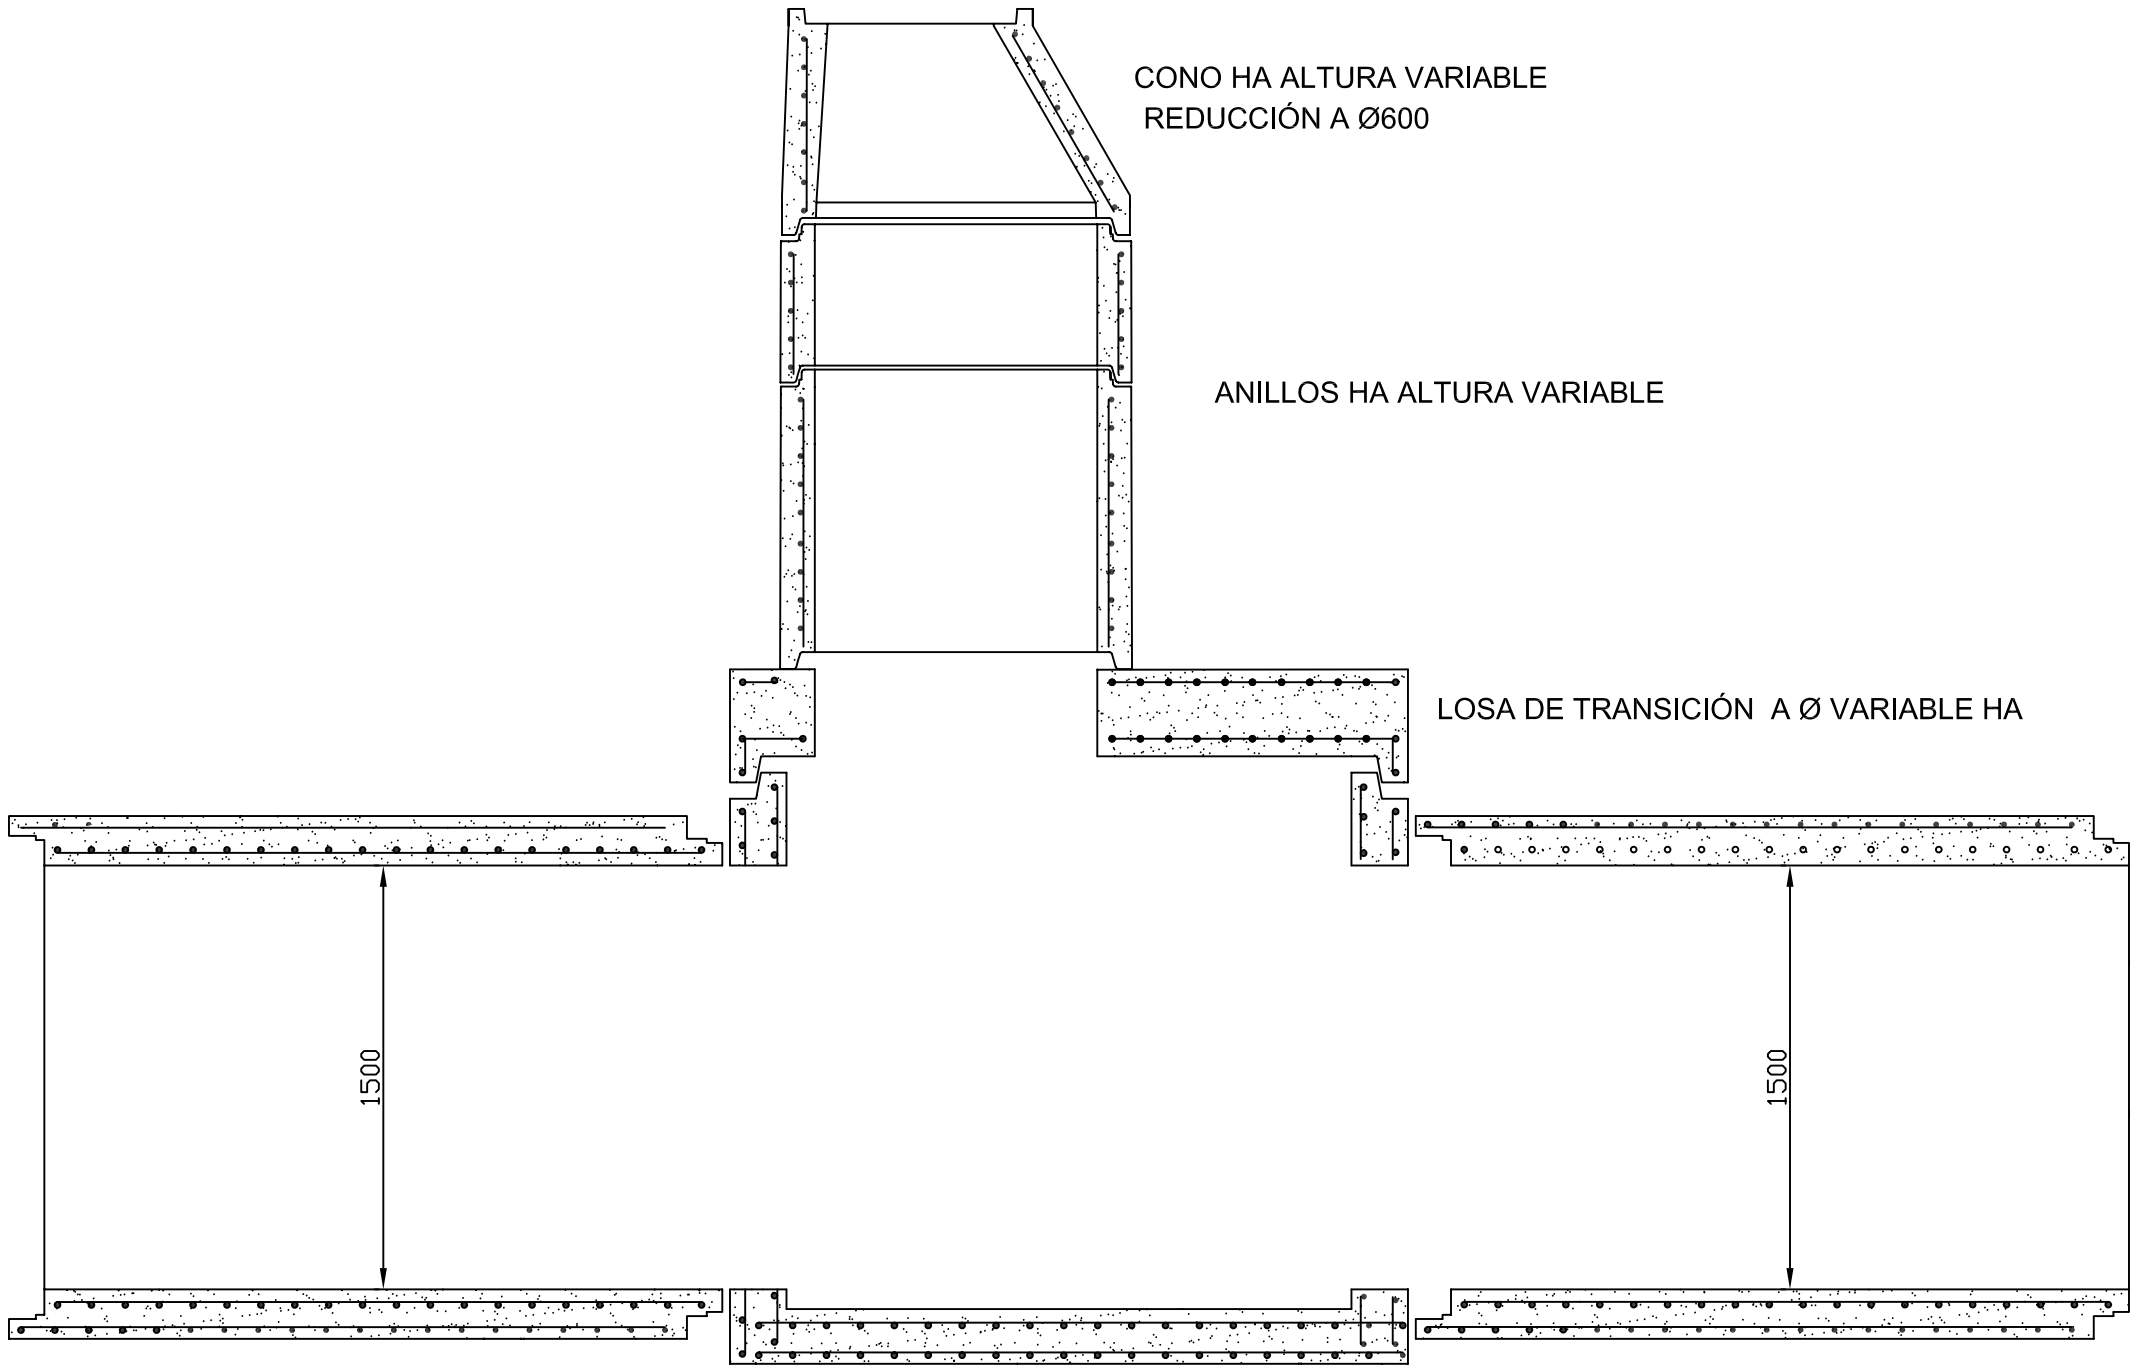 CONO HA ALTURA VARIABLE
REDUCCIÓN A Ø600
ANILLOS HA ALTURA VARIABLE
LOSA DE TRANSICIÓN A Ø VARIABLE HA
1500
1500